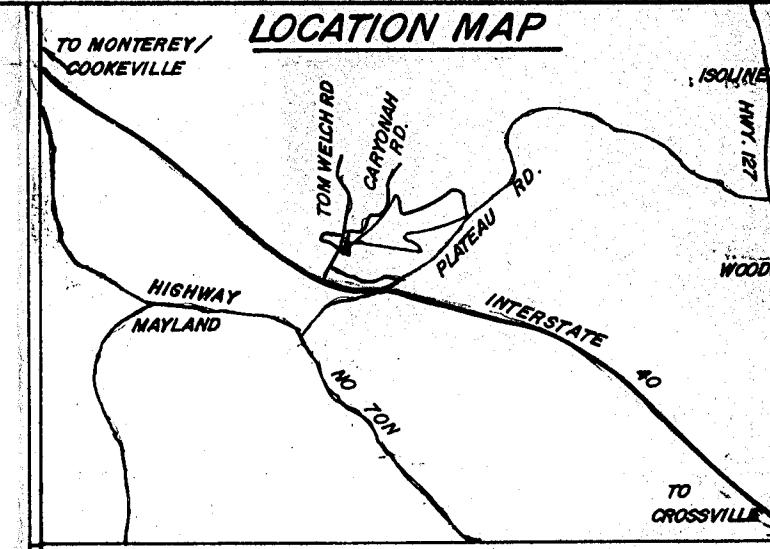 LOCATION MAP
TO MONTEREY/
COOKEVILLE
ISOLINE
HWY. 127
TOM WELCH RD
CARYONAH
RD.
PLATEAU RD.
WOOD
HIGHWAY
MAYLAND
INTERSTATE 40
NO 70N
TO
CROSSVILLE